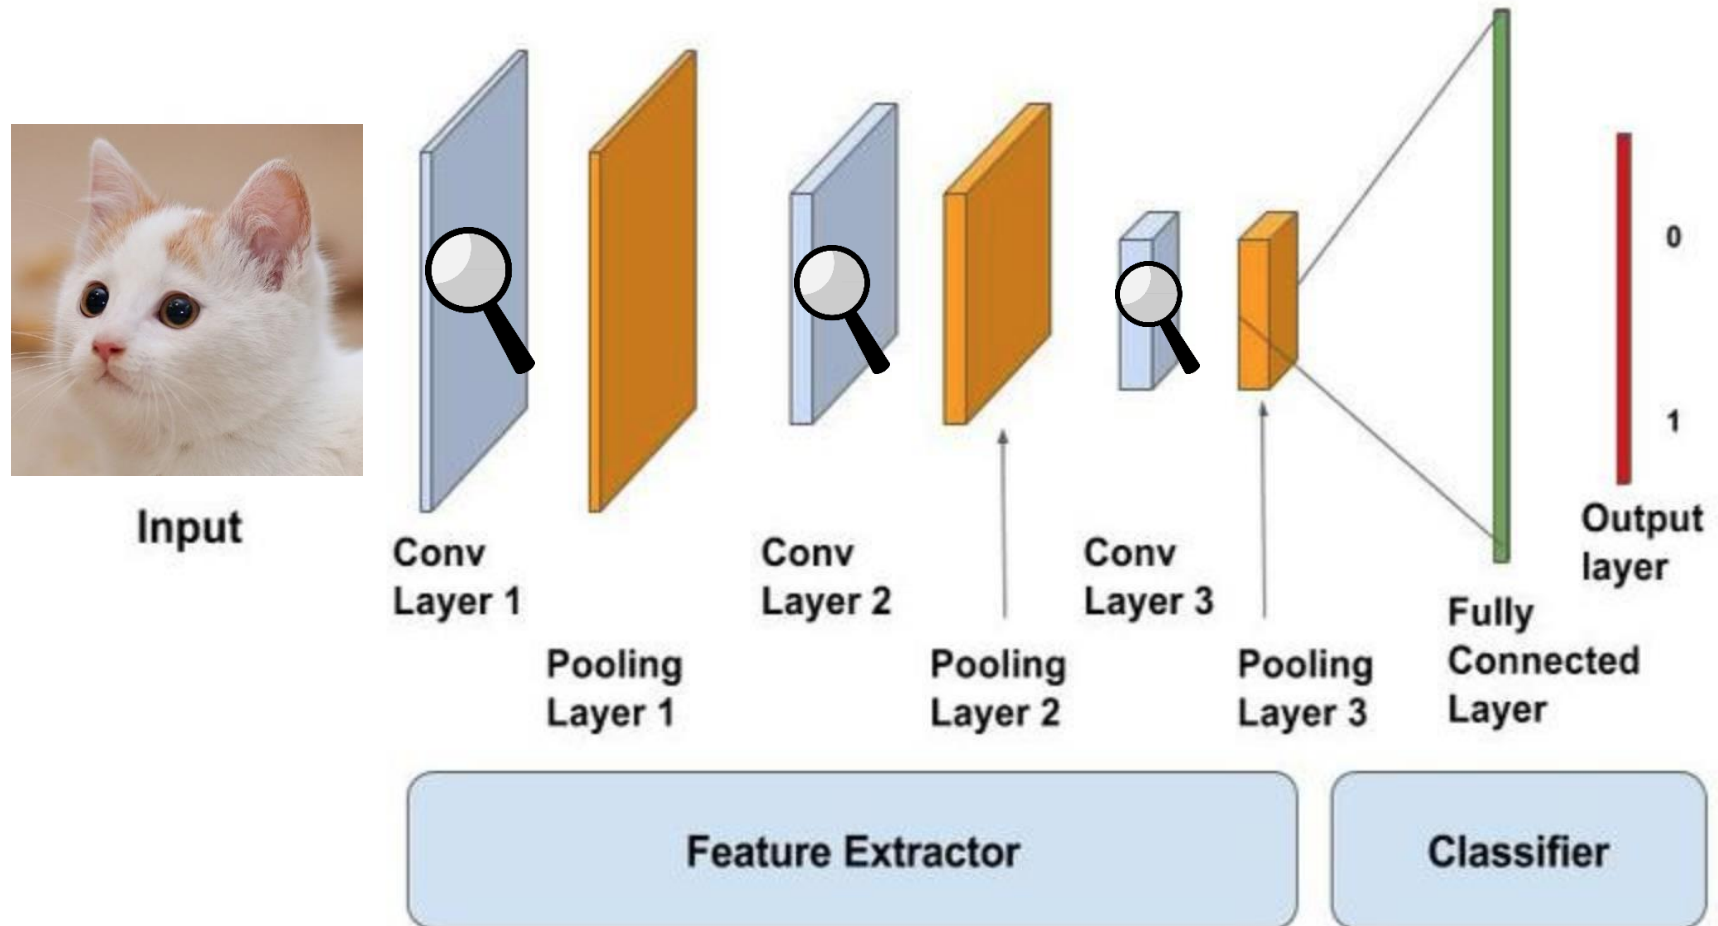 Input
Conv
Layer 1
Pooling
Layer 1
Conv
Layer 2
Pooling
Layer 2
Conv
Layer 3
Pooling
Layer 3
Fully
Connected
Layer
0
1
Output
layer
Feature Extractor
Classifier